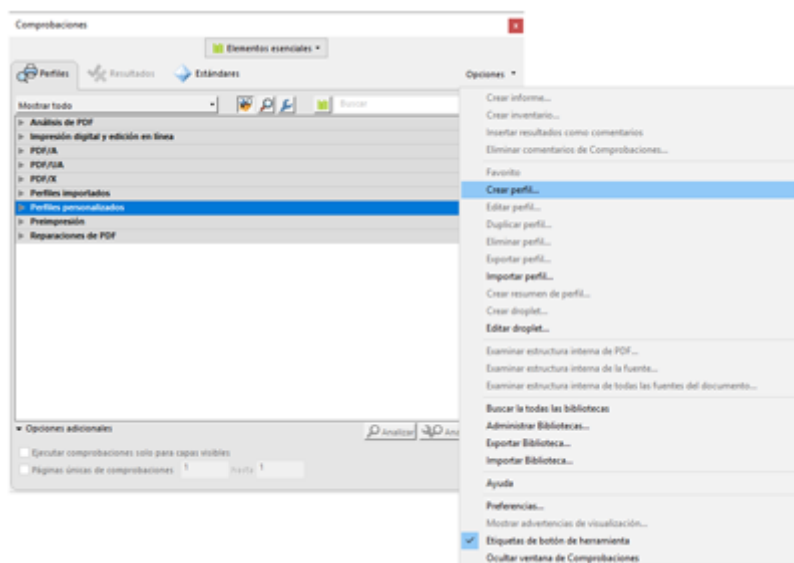 Comprobaciones
Elementos esenciales
Perfiles Resultados Estándares Opciones
Mostrar todo Buscar
Análisis de PDF
Impresión digital y edición en línea
PDF/A
PDF/UA
PDF/X
Perfiles importados
Perfiles personalizados
Preimpresión
Reparaciones de PDF
Opciones adicionales
Analizar
Ejecutar comprobaciones solo para capas visibles
Páginas únicas de comprobaciones 1 hasta 1
Crear informe...
Crear inventario...
Insertar resultados como comentarios
Eliminar comentarios de Comprobaciones...
Favorito
Crear perfil...
Editar perfil...
Duplicar perfil...
Eliminar perfil...
Exportar perfil...
Importar perfil...
Crear resumen de perfil...
Crear droplet...
Editar droplet...
Examinar estructura interna de PDF...
Examinar estructura interna de la fuente...
Examinar estructura interna de todas las fuentes del documento...
Buscar la todas las bibliotecas
Administrar Bibliotecas...
Exportar Biblioteca...
Importar Biblioteca...
Ayuda
Preferencias...
Mostrar advertencias de visualización...
Etiquetas de botón de herramienta
Ocultar ventana de Comprobaciones